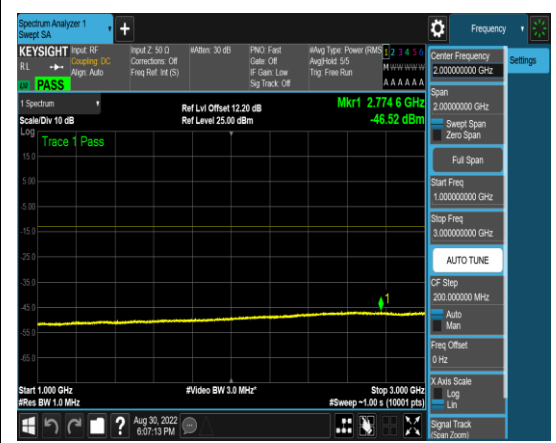 Spectrum Analyzer 1
Swept SA
+
Frequency
KEYSIGHT
Input: RF
Input Z: 50 Ω
#Atten: 30 dB
PNO: Fast
#Avg Type: Power (RMS
1 2 3 4 5 6
RL
Coupling: DC
Corrections: Off
Gate: Off
Avg|Hold: 5/5
M W W W W W
Align: Auto
Freq Ref: Int (S)
IF Gain: Low
Trig: Free Run
Sig Track: Off
A A A A A A
PASS
1 Spectrum
Ref Lvl Offset 12.20 dB
Mkr1 2.774 6 GHz
Scale/Div 10 dB
Ref Level 25.00 dBm
-46.52 dBm
Log
Trace 1 Pass
15.0
5.00
-5.00
-15.0
-25.0
-35.0
-45.0
-55.0
-65.0
1
Start 1.000 GHz
#Video BW 3.0 MHz*
Stop 3.000 GHz
#Res BW 1.0 MHz
#Sweep ~1.00 s (10001 pts)
?
Aug 30, 2022
6:07:13 PM
Center Frequency
2.000000000 GHz
Settings
Span
2.00000000 GHz
Swept Span
Zero Span
Full Span
Start Freq
1.000000000 GHz
Stop Freq
3.000000000 GHz
AUTO TUNE
CF Step
200.000000 MHz
Auto
Man
Freq Offset
0 Hz
X Axis Scale
Log
Lin
Signal Track
(Span Zoom)